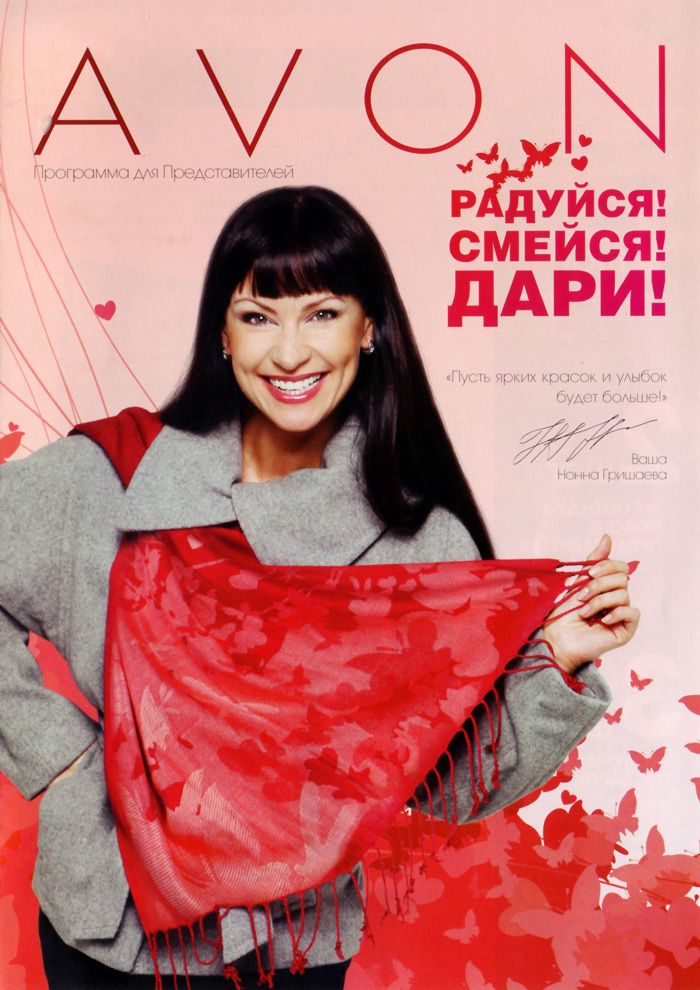 AVON
Программа для Представителей
РАДУЙСЯ!
СМЕЙСЯ!
ДАРИ!
«Пусть ярких красок и улыбок
будет больше!»
Ваша
Нонна Гришаева